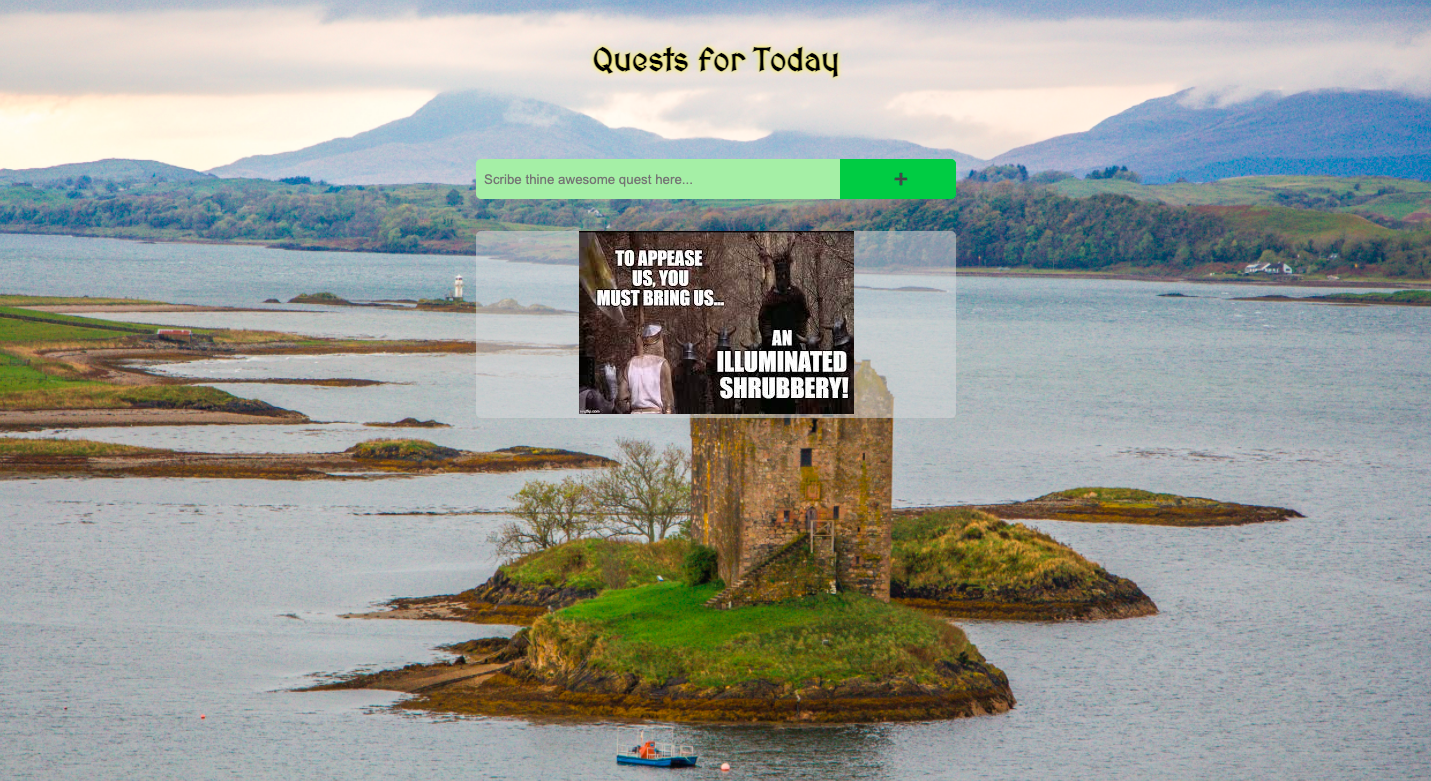 Quests for Today
Scribe thine awesome quest here...
+
TO APPEASE
US, YOU
MUST BRING US...
AN
ILLUMINATED
SHRUBBERY!
imgflip.com